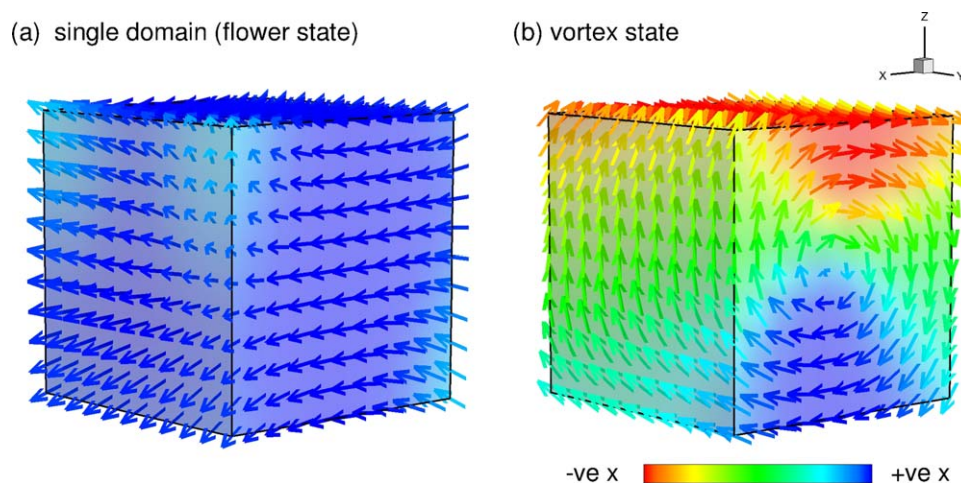 (a) single domain (flower state)
(b) vortex state
Z
X
Y
-ve x
+ve x